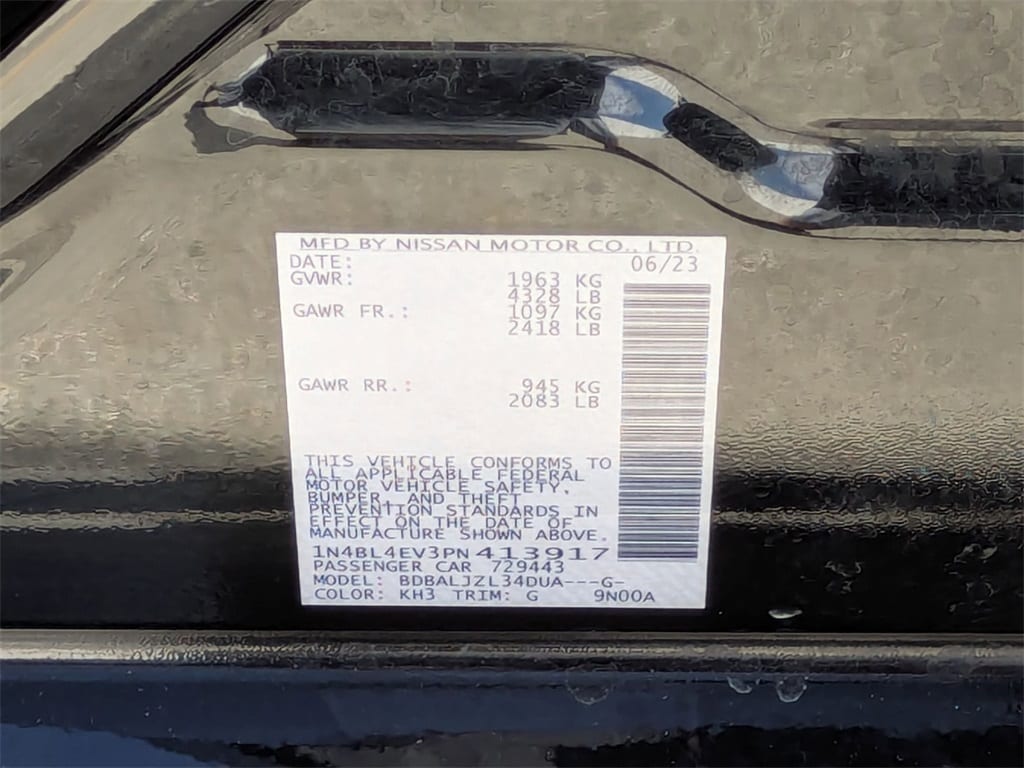 MFD BY NISSAN MOTOR CO., LTD.
DATE: 06/23
GVWR: 1963 KG
4328 LB
GAWR FR.: 1097 KG
2418 LB
GAWR RR.: 945 KG
2083 LB
THIS VEHICLE CONFORMS TO
ALL APPLICABLE FEDERAL
MOTOR VEHICLE SAFETY,
BUMPER, AND THEFT
PREVENTION STANDARDS IN
EFFECT ON THE DATE OF
MANUFACTURE SHOWN ABOVE.
1N4BL4EV3PN413917
PASSENGER CAR 729443
MODEL: BDBALJZL34DUA---G-
COLOR: KH3 TRIM: G 9N00A